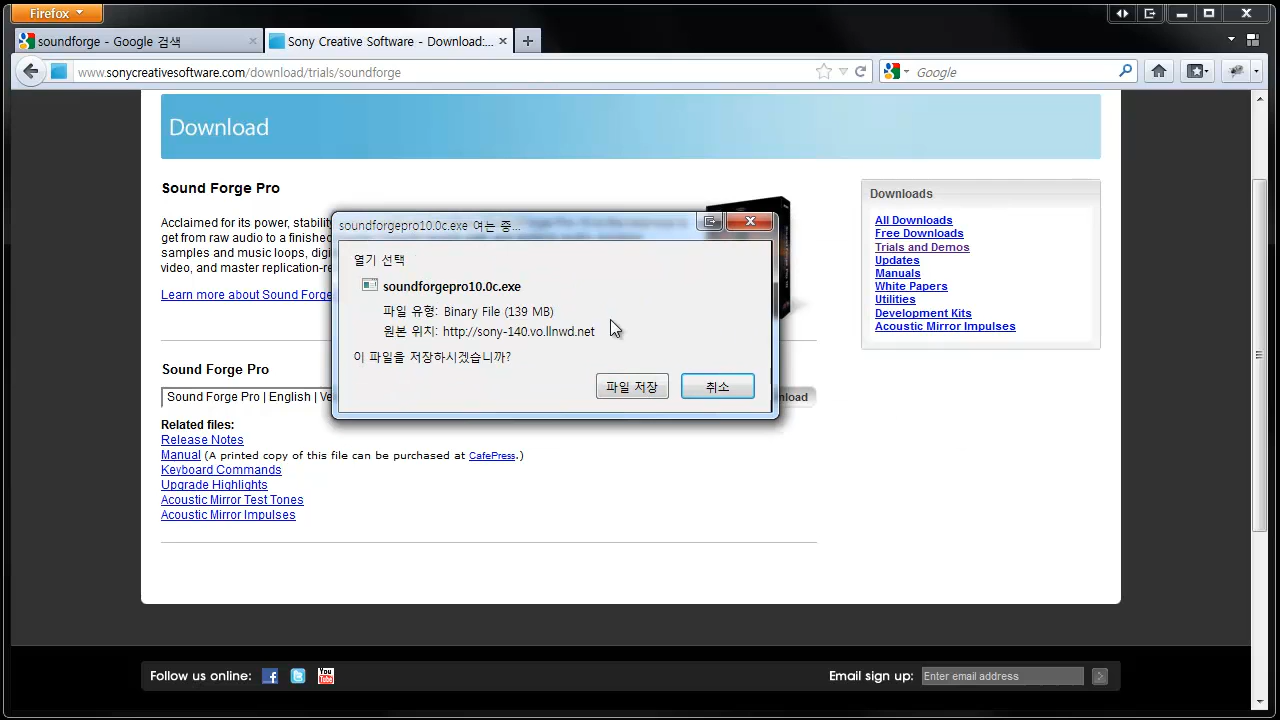 Firefox
soundforge - Google 검색
Sony Creative Software - Download:...
www.sonycreativesoftware.com/download/trials/soundforge
Google
Download
Sound Forge Pro
Acclaimed for its power, stabilit
get from raw audio to a finished
samples and music loops, digi
video, and master replication-re
Learn more about Sound Forge
soundforgepro10.0c.exe 여는 중...
열기 선택
soundforgepro10.0c.exe
파일 유형: Binary File (139 MB)
원본 위치: http://sony-140.vo.llnwd.net
이 파일을 저장하시겠습니까?
파일 저장
취소
Downloads
All Downloads
Free Downloads
Trials and Demos
Updates
Manuals
White Papers
Utilities
Development Kits
Acoustic Mirror Impulses
Sound Forge Pro
Sound Forge Pro | English | Ve
nload
Related files:
Release Notes
Manual (A printed copy of this file can be purchased at CafePress.)
Keyboard Commands
Upgrade Highlights
Acoustic Mirror Test Tones
Acoustic Mirror Impulses
Follow us online:
You
Tube
Email sign up:
Enter email address